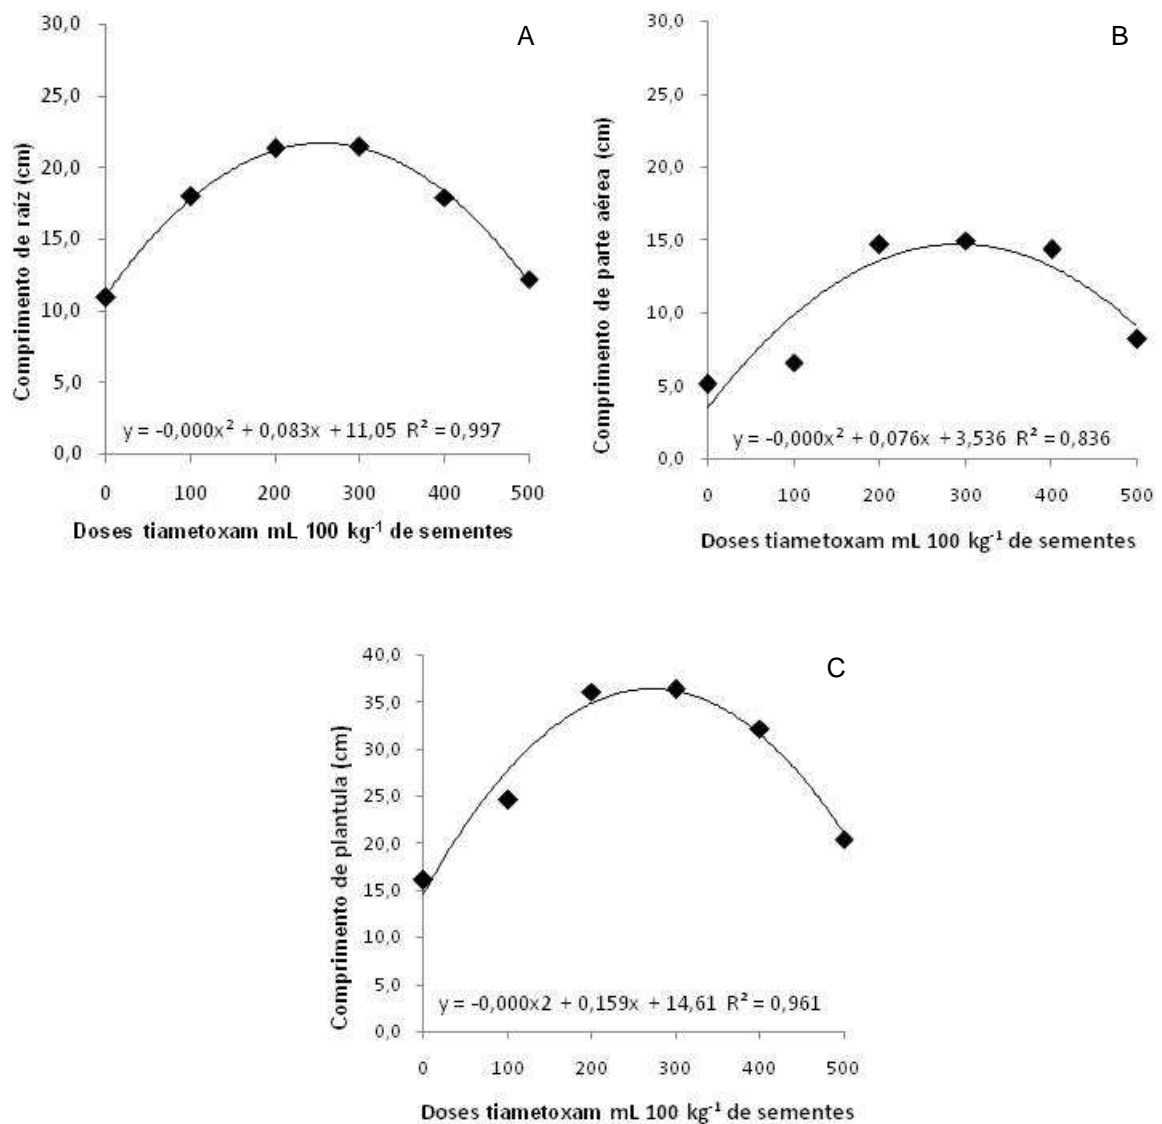 A
30,0
25,0
20,0
15,0
10,0
5,0
0,0
Comprimento de raíz (cm)
y = -0,000x² + 0,083x + 11,05 R² = 0,997
0 100 200 300 400 500
Doses tiametoxam mL 100 kg⁻¹ de sementes
B
30,0
25,0
20,0
15,0
10,0
5,0
0,0
Comprimento de parte aérea (cm)
y = -0,000x² + 0,076x + 3,536 R² = 0,836
0 100 200 300 400 500
Doses tiametoxam mL 100 kg⁻¹ de sementes
C
40,0
35,0
30,0
25,0
20,0
15,0
10,0
5,0
0,0
Comprimento de plantula (cm)
y = -0,000x2 + 0,159x + 14,61 R² = 0,961
0 100 200 300 400 500
Doses tiametoxam mL 100 kg⁻¹ de sementes